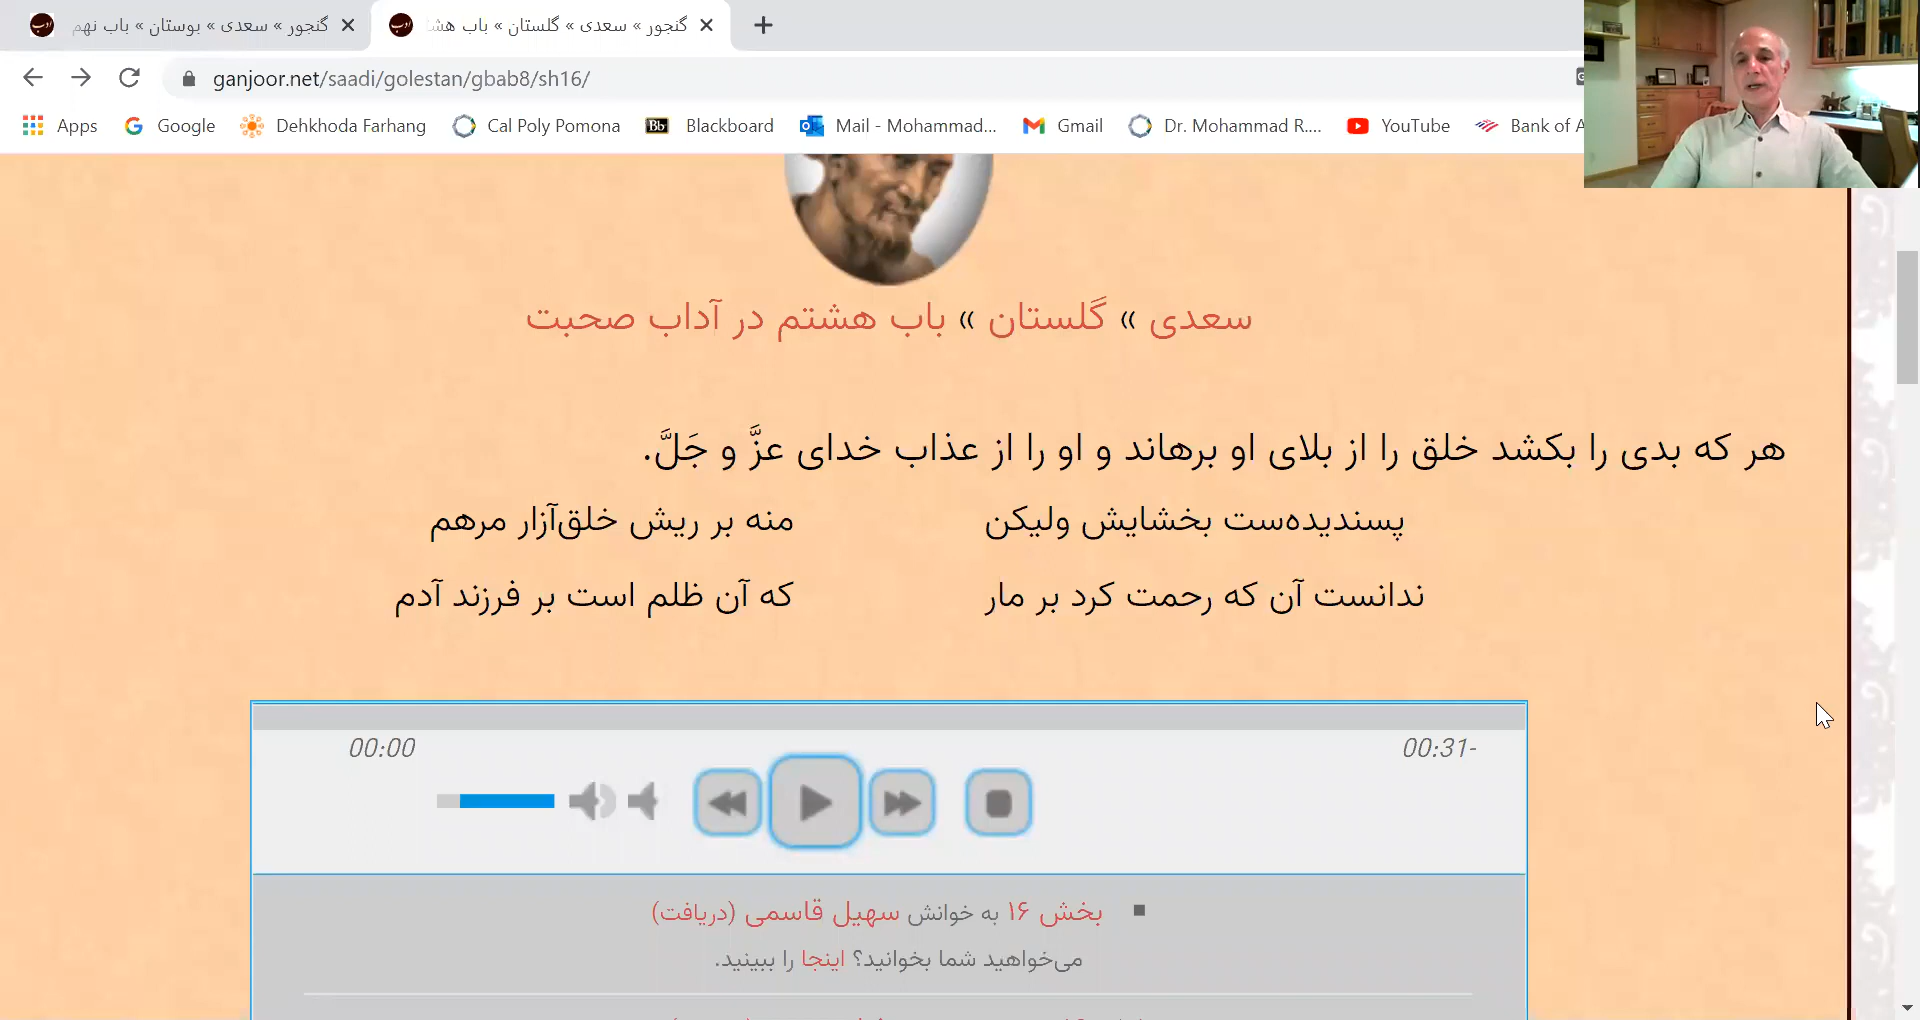 گنجور » سعدی » بوستان » باب نهم
گنجور » سعدی » گلستان » باب هشت
ganjoor.net/saadi/golestan/gbab8/sh16/
Apps Google Dehkhoda Farhang Cal Poly Pomona Blackboard Mail - Mohammad... Gmail Dr. Mohammad R.... YouTube Bank of A
سعدی » گلستان » باب هشتم در آداب صحبت
هر که بدی را بکشد خلق را از بلای او برهاند و او را از عذاب خدای عزَّ و جَلَّ.
پسندیده‌ست بخشایش ولیکن منه بر ریش خلق‌آزار مرهم
ندانست آن که رحمت کرد بر مار که آن ظلم است بر فرزند آدم
00:00 00:31-
بخش ۱۶ به خوانش سهیل قاسمی (دریافت)
می‌خواهید شما بخوانید؟ اینجا را ببینید.